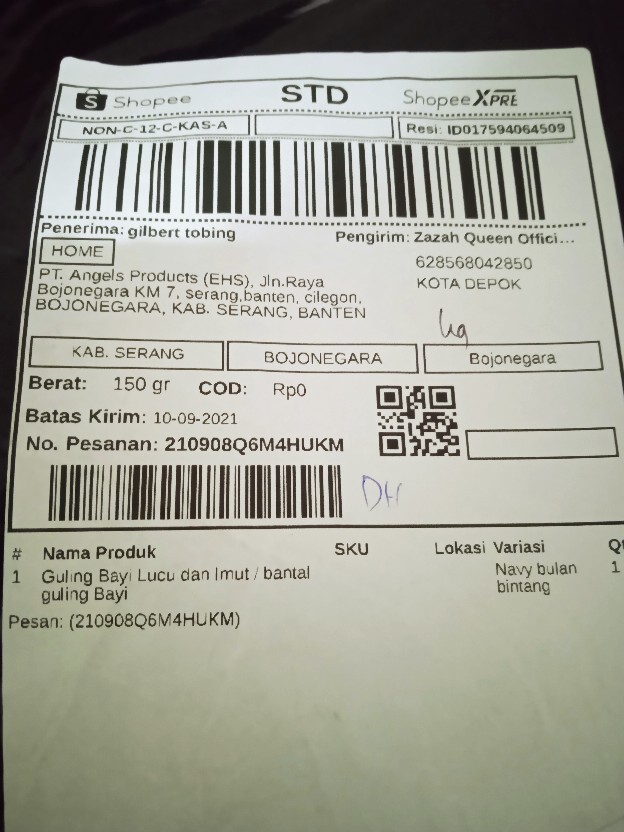 Shopee
STD
Shopee XPRE
NON-C-12-C-KAS-A
Resi: ID017594064509
Penerima: gilbert tobing
Pengirim: Zazah Queen Offici...
HOME
628568042850
KOTA DEPOK
PT. Angels Products (EHS), Jln.Raya
Bojonegara KM 7, serang,banten, cilegon,
BOJONEGARA, KAB. SERANG, BANTEN
KAB. SERANG
BOJONEGARA
Bojonegara
Berat: 150 gr COD: Rp0
Batas Kirim: 10-09-2021
No. Pesanan: 210908Q6M4HUKM
# Nama Produk SKU Lokasi Variasi Qt
1 Guling Bayi Lucu dan Imut / bantal Navy bulan 1
guling Bayi bintang
Pesan: (210908Q6M4HUKM)